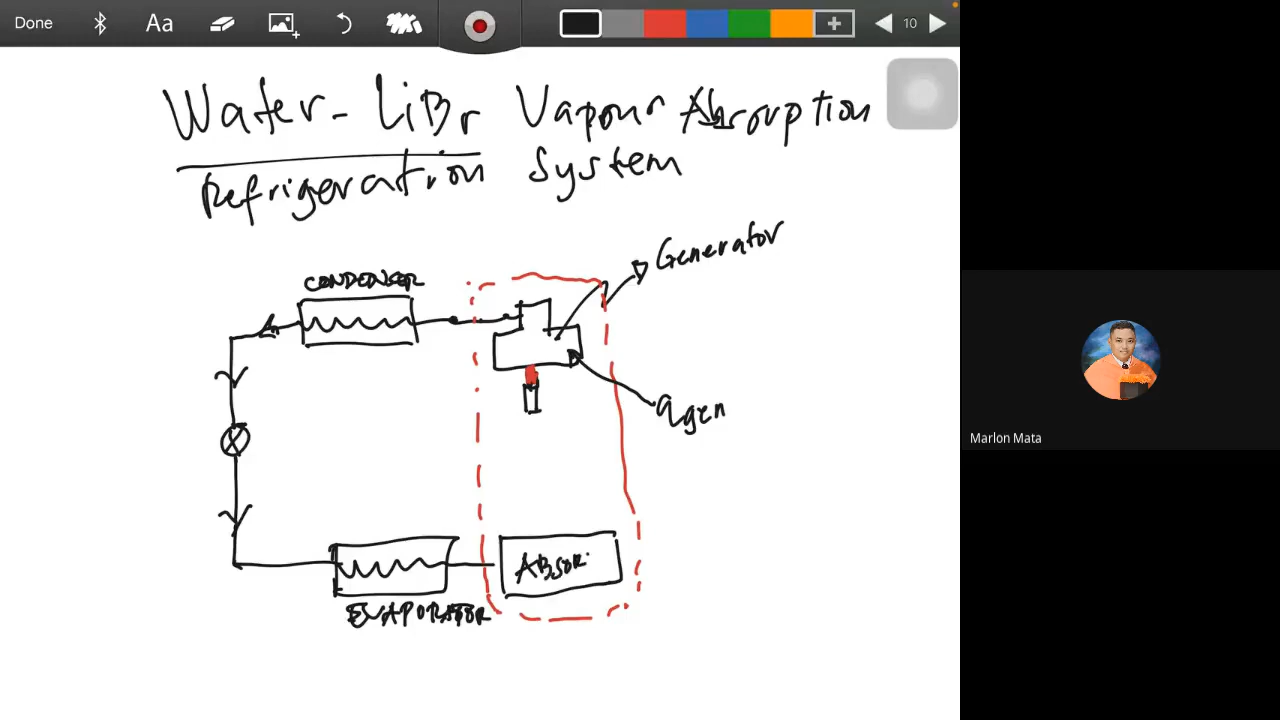 Done
Aa
10
Water - LiBr Vapour Absorption
Refrigeration System
Generator
CONDENSER
qgen
ABSOR.
EVAPORATOR
Marlon Mata